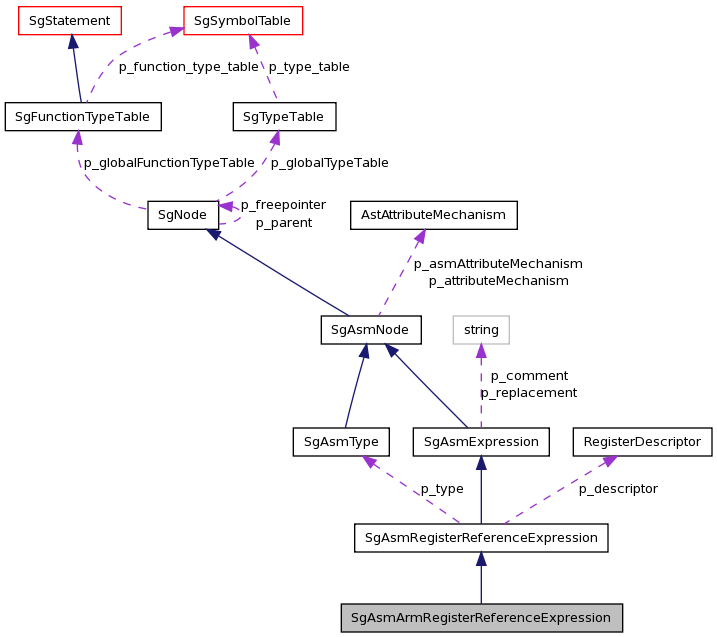 SgStatement
SgSymbolTable
p_function_type_table
p_type_table
SgFunctionTypeTable
SgTypeTable
p_globalFunctionTypeTable
p_globalTypeTable
SgNode
p_freepointer
p_parent
AstAttributeMechanism
p_asmAttributeMechanism
p_attributeMechanism
SgAsmNode
string
p_comment
p_replacement
SgAsmType
SgAsmExpression
RegisterDescriptor
p_type
p_descriptor
SgAsmRegisterReferenceExpression
SgAsmArmRegisterReferenceExpression